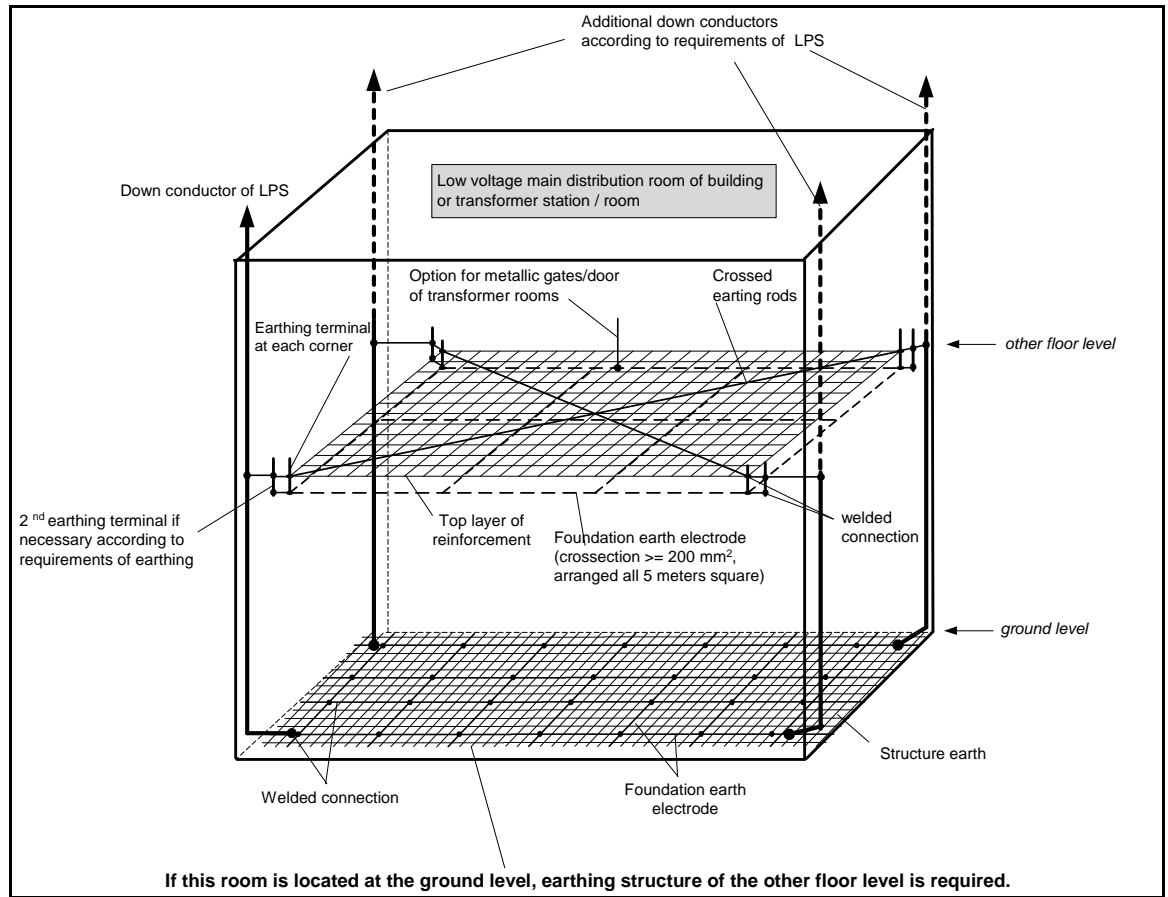 Additional down conductors
according to requirements of LPS
Down conductor of LPS
Low voltage main distribution room of building
or transformer station / room
Option for metallic gates/door
of transformer rooms
Crossed
earting rods
Earthing terminal
at each corner
other floor level
2 nd earthing terminal if
necessary according to
requirements of earthing
Top layer of
reinforcement
Foundation earth electrode
(crossection >= 200 mm²,
arranged all 5 meters square)
welded
connection
ground level
Structure earth
Welded connection
Foundation earth
electrode
If this room is located at the ground level, earthing structure of the other floor level is required.